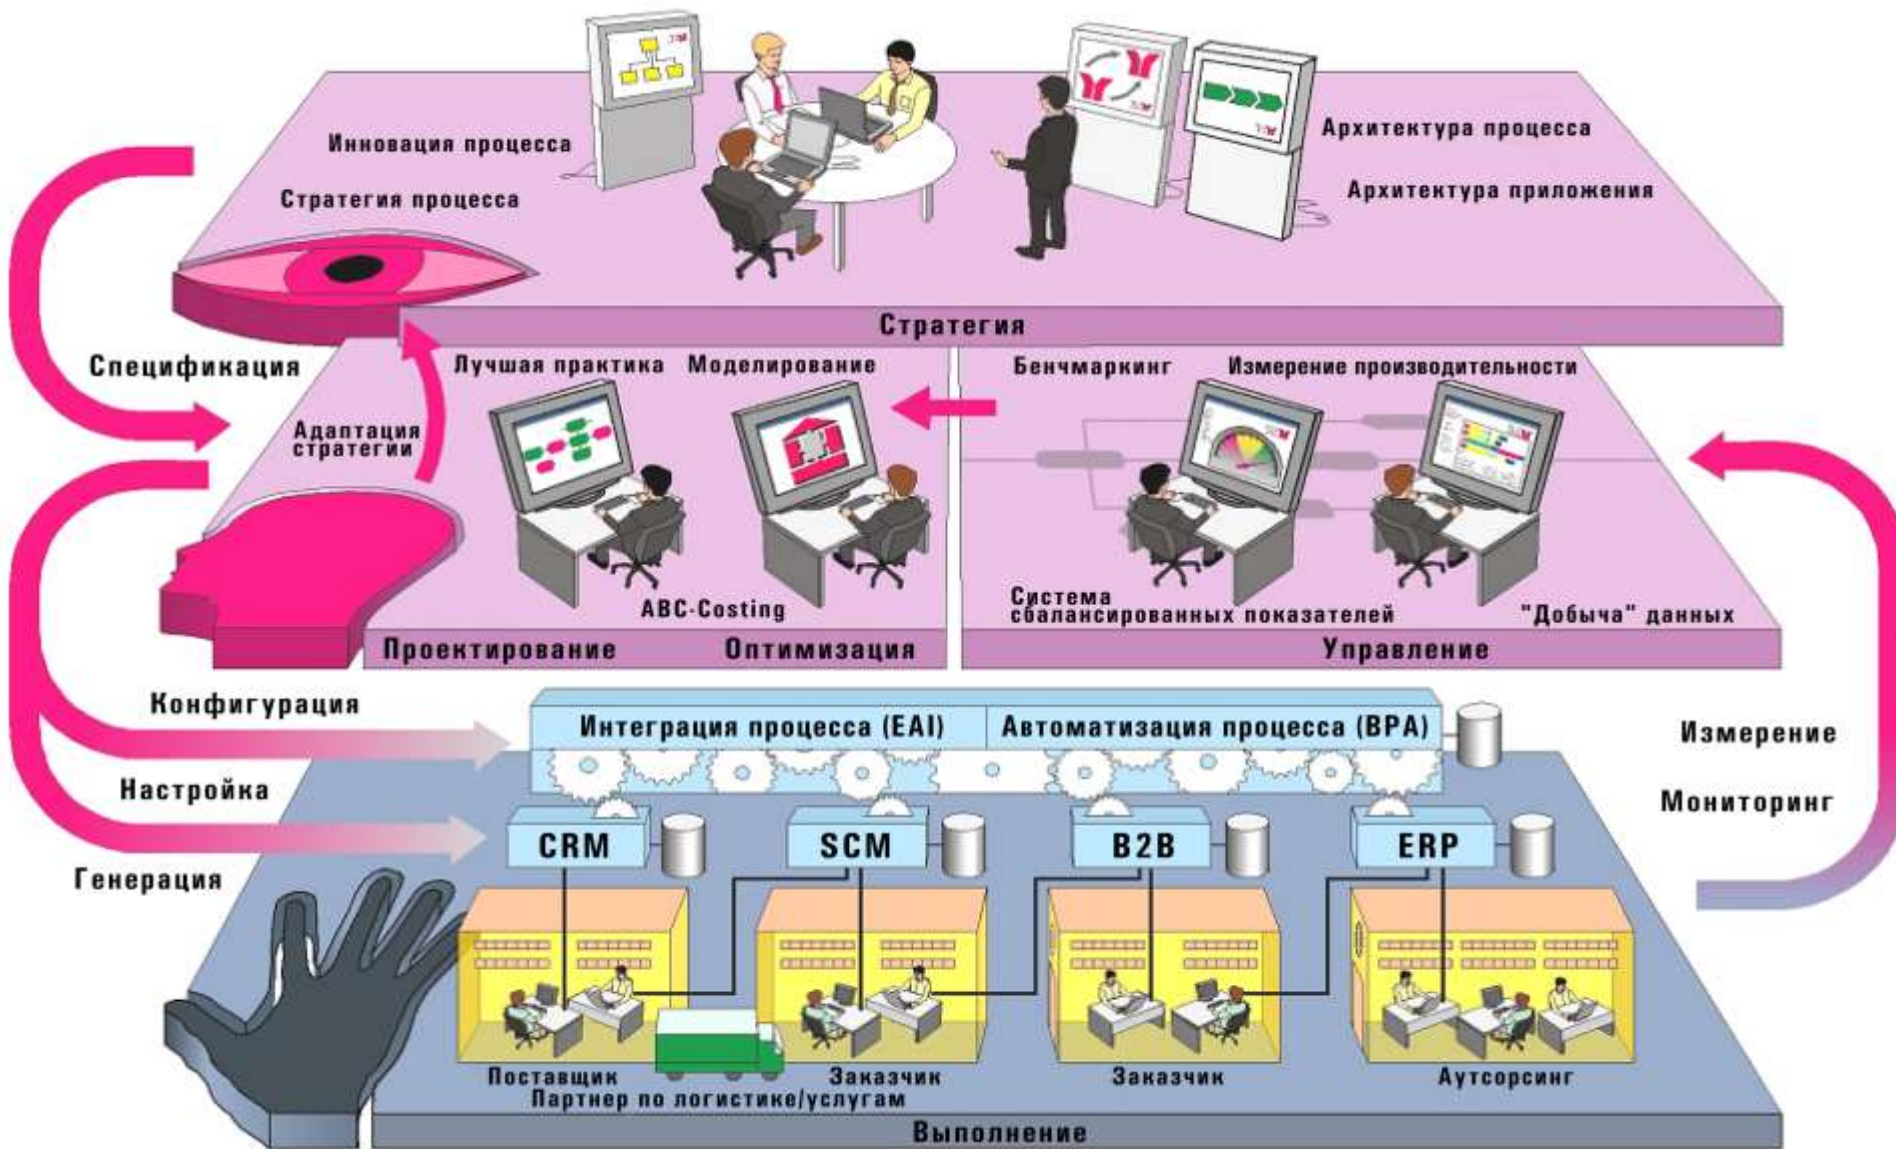 Инновация процесса
Архитектура процесса
Стратегия процесса
Архитектура приложения
Стратегия
Спецификация
Лучшая практика
Моделирование
Бенчмаркинг
Измерение производительности
Адаптация
стратегии
ABC-Costing
Система
сбалансированных показателей
"Добыча" данных
Проектирование
Оптимизация
Управление
Конфигурация
Интеграция процесса (EAI)
Автоматизация процесса (BPA)
Измерение
Настройка
Мониторинг
CRM
SCM
B2B
ERP
Генерация
Поставщик
Заказчик
Заказчик
Аутсорсинг
Партнер по логистике/услугам
Выполнение